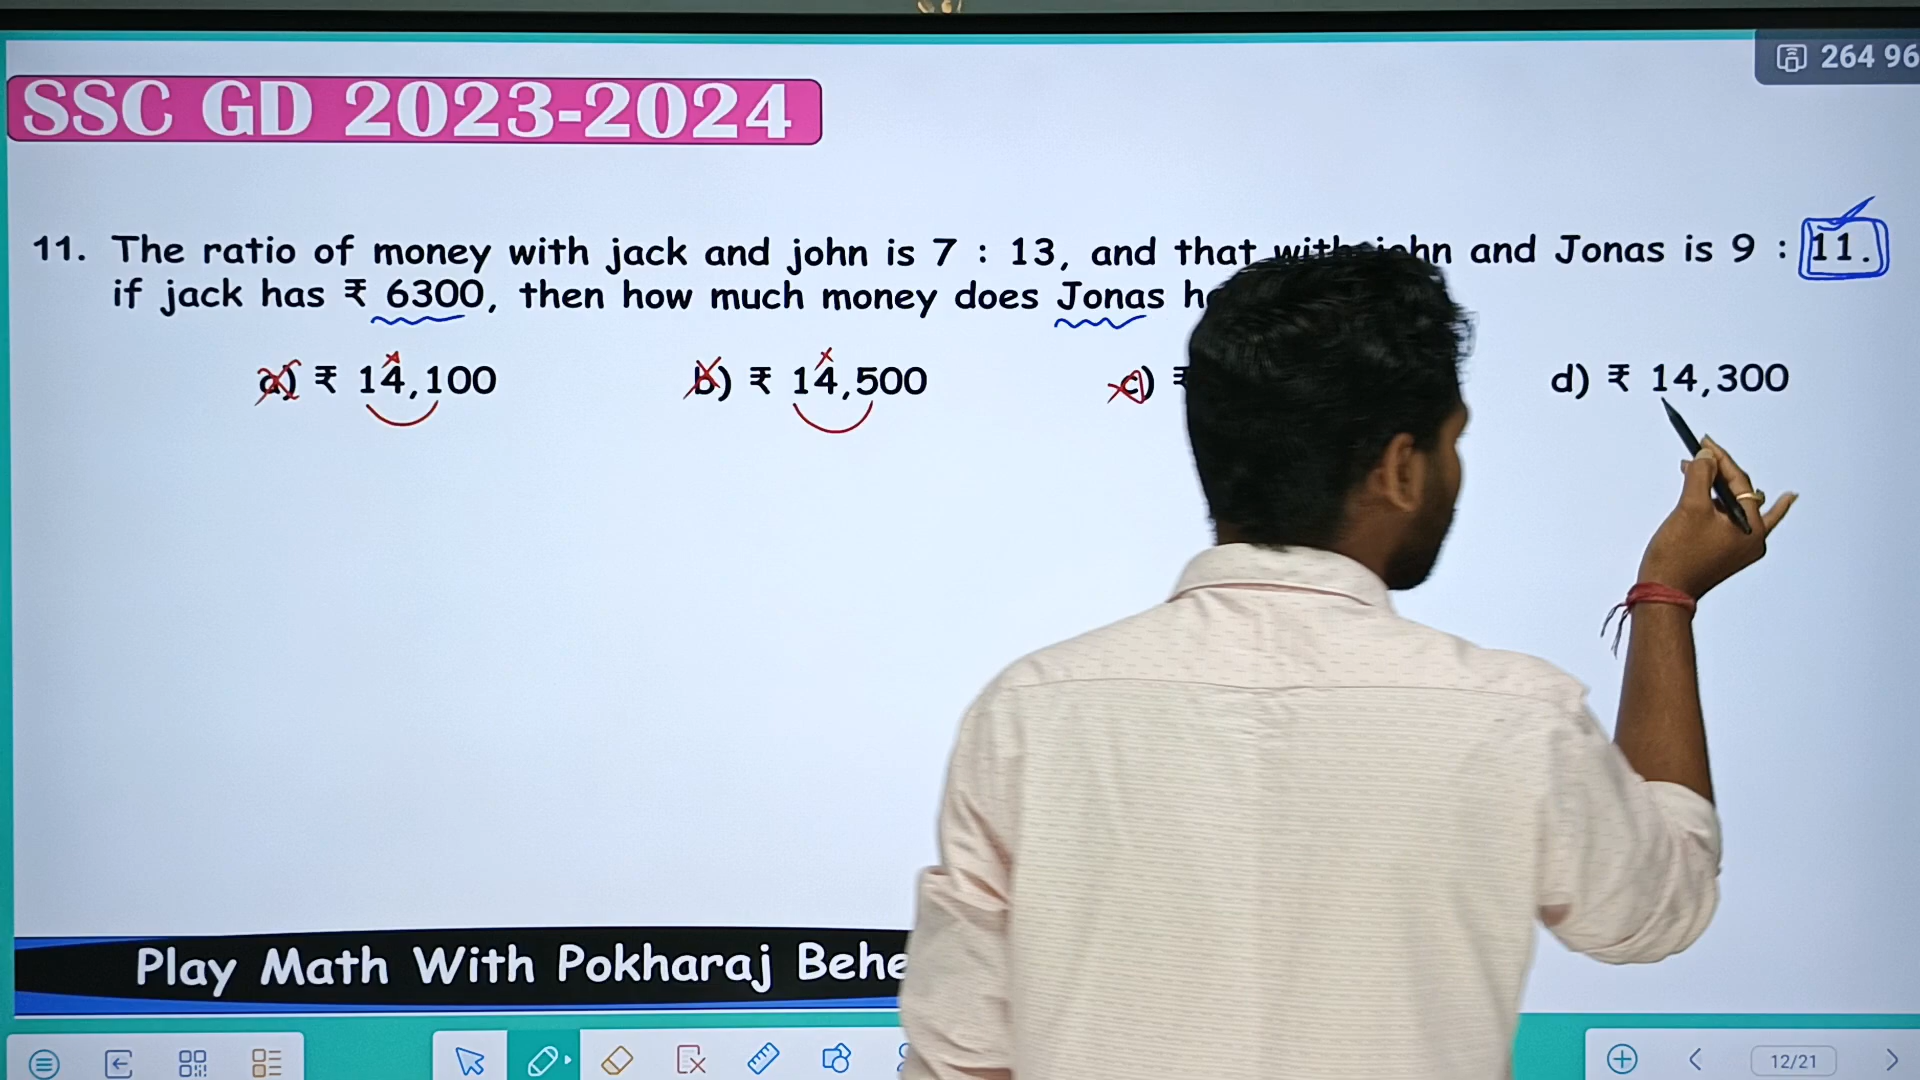 264 96
SSC GD 2023-2024
11. The ratio of money with jack and john is 7 : 13, and that with john and Jonas is 9 : 11.
if jack has ₹ 6300, then how much money does Jonas
a) ₹ 14,100 b) ₹ 14,500 c) ₹ d) ₹ 14,300
Play Math With Pokharaj
12/21